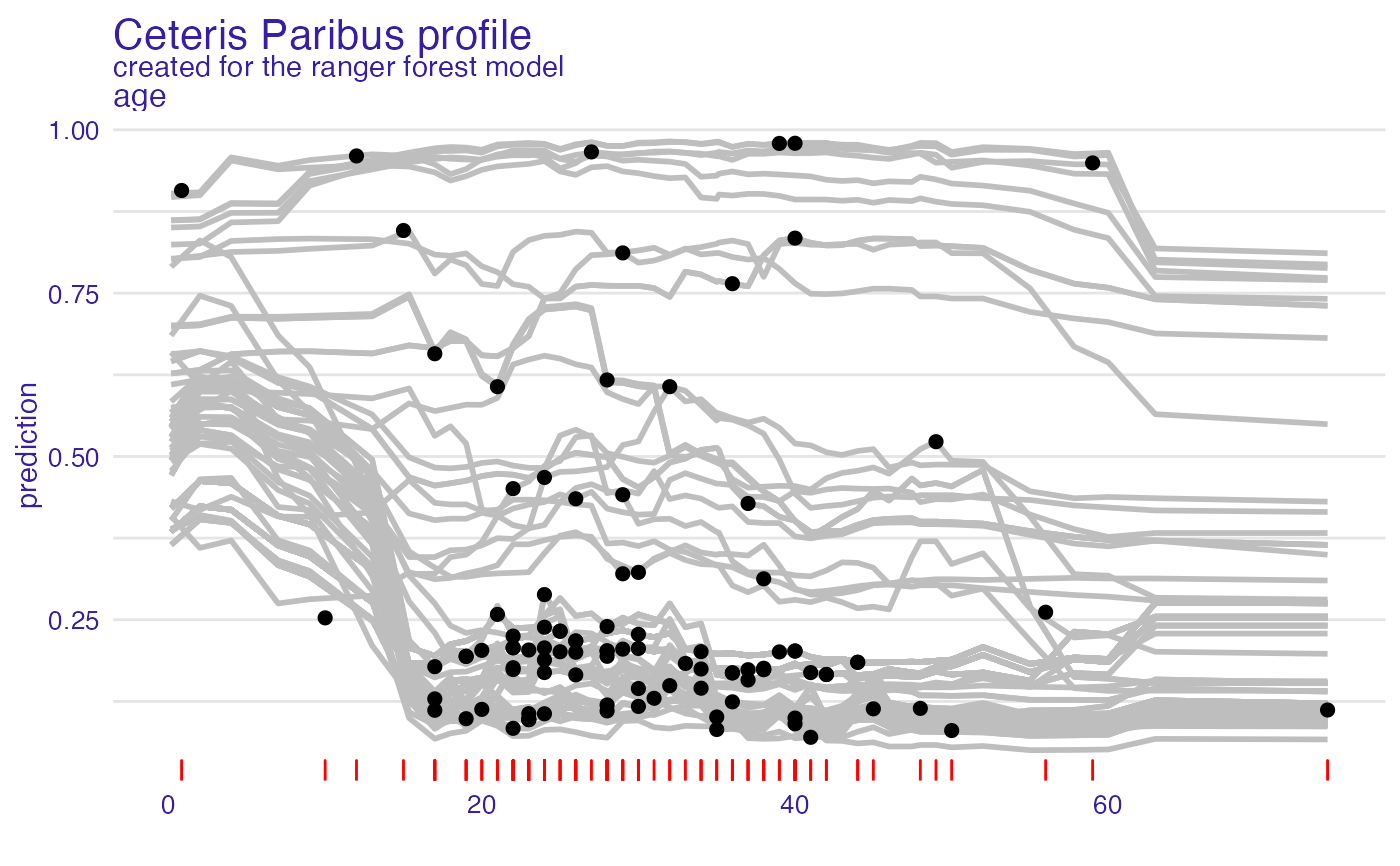 Ceteris Paribus profile
created for the ranger forest model
age
1.00
0.75
0.50
0.25
prediction
0 20 40 60